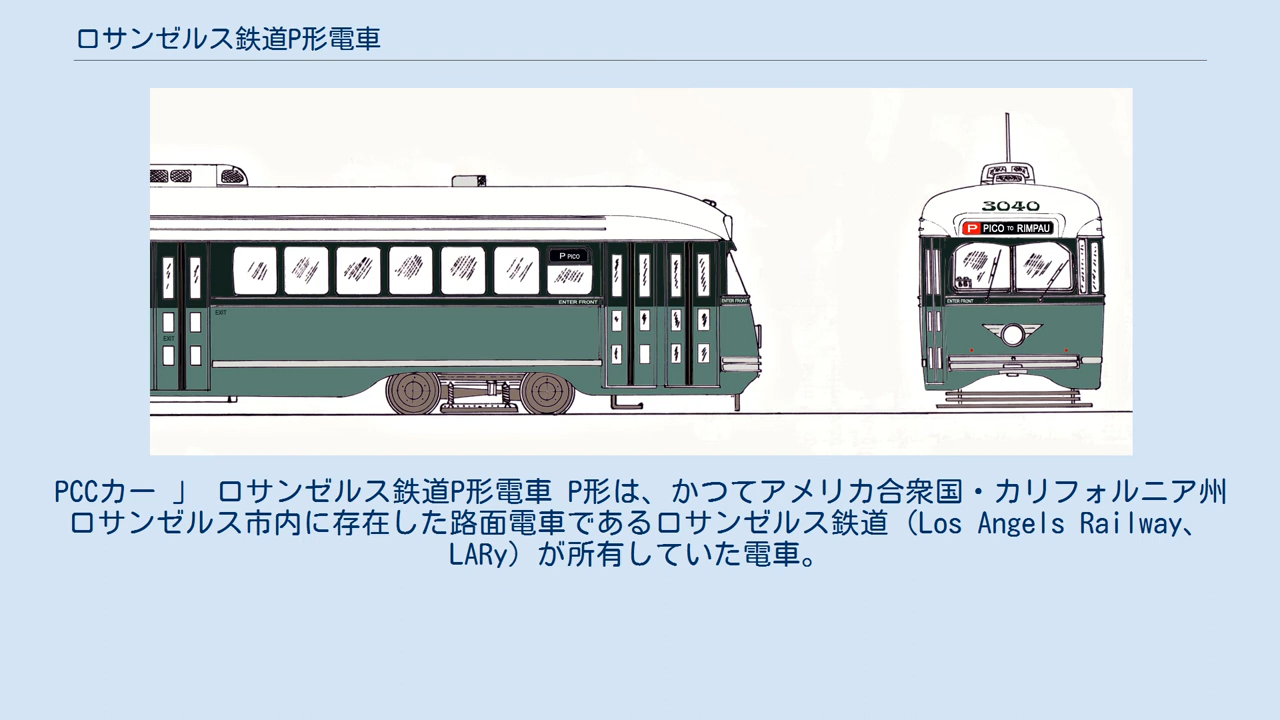 ロサンゼルス鉄道P形電車
3040
P PICO TO RIMPAU
P PICO
ENTER FRONT
ENTER FRONT
ENTER FRONT
EXIT
EXIT
PCCカー 」 ロサンゼルス鉄道P形電車 P形は、かつてアメリカ合衆国・カリフォルニア州
ロサンゼルス市内に存在した路面電車であるロサンゼルス鉄道（Los Angels Railway、
LARy）が所有していた電車。